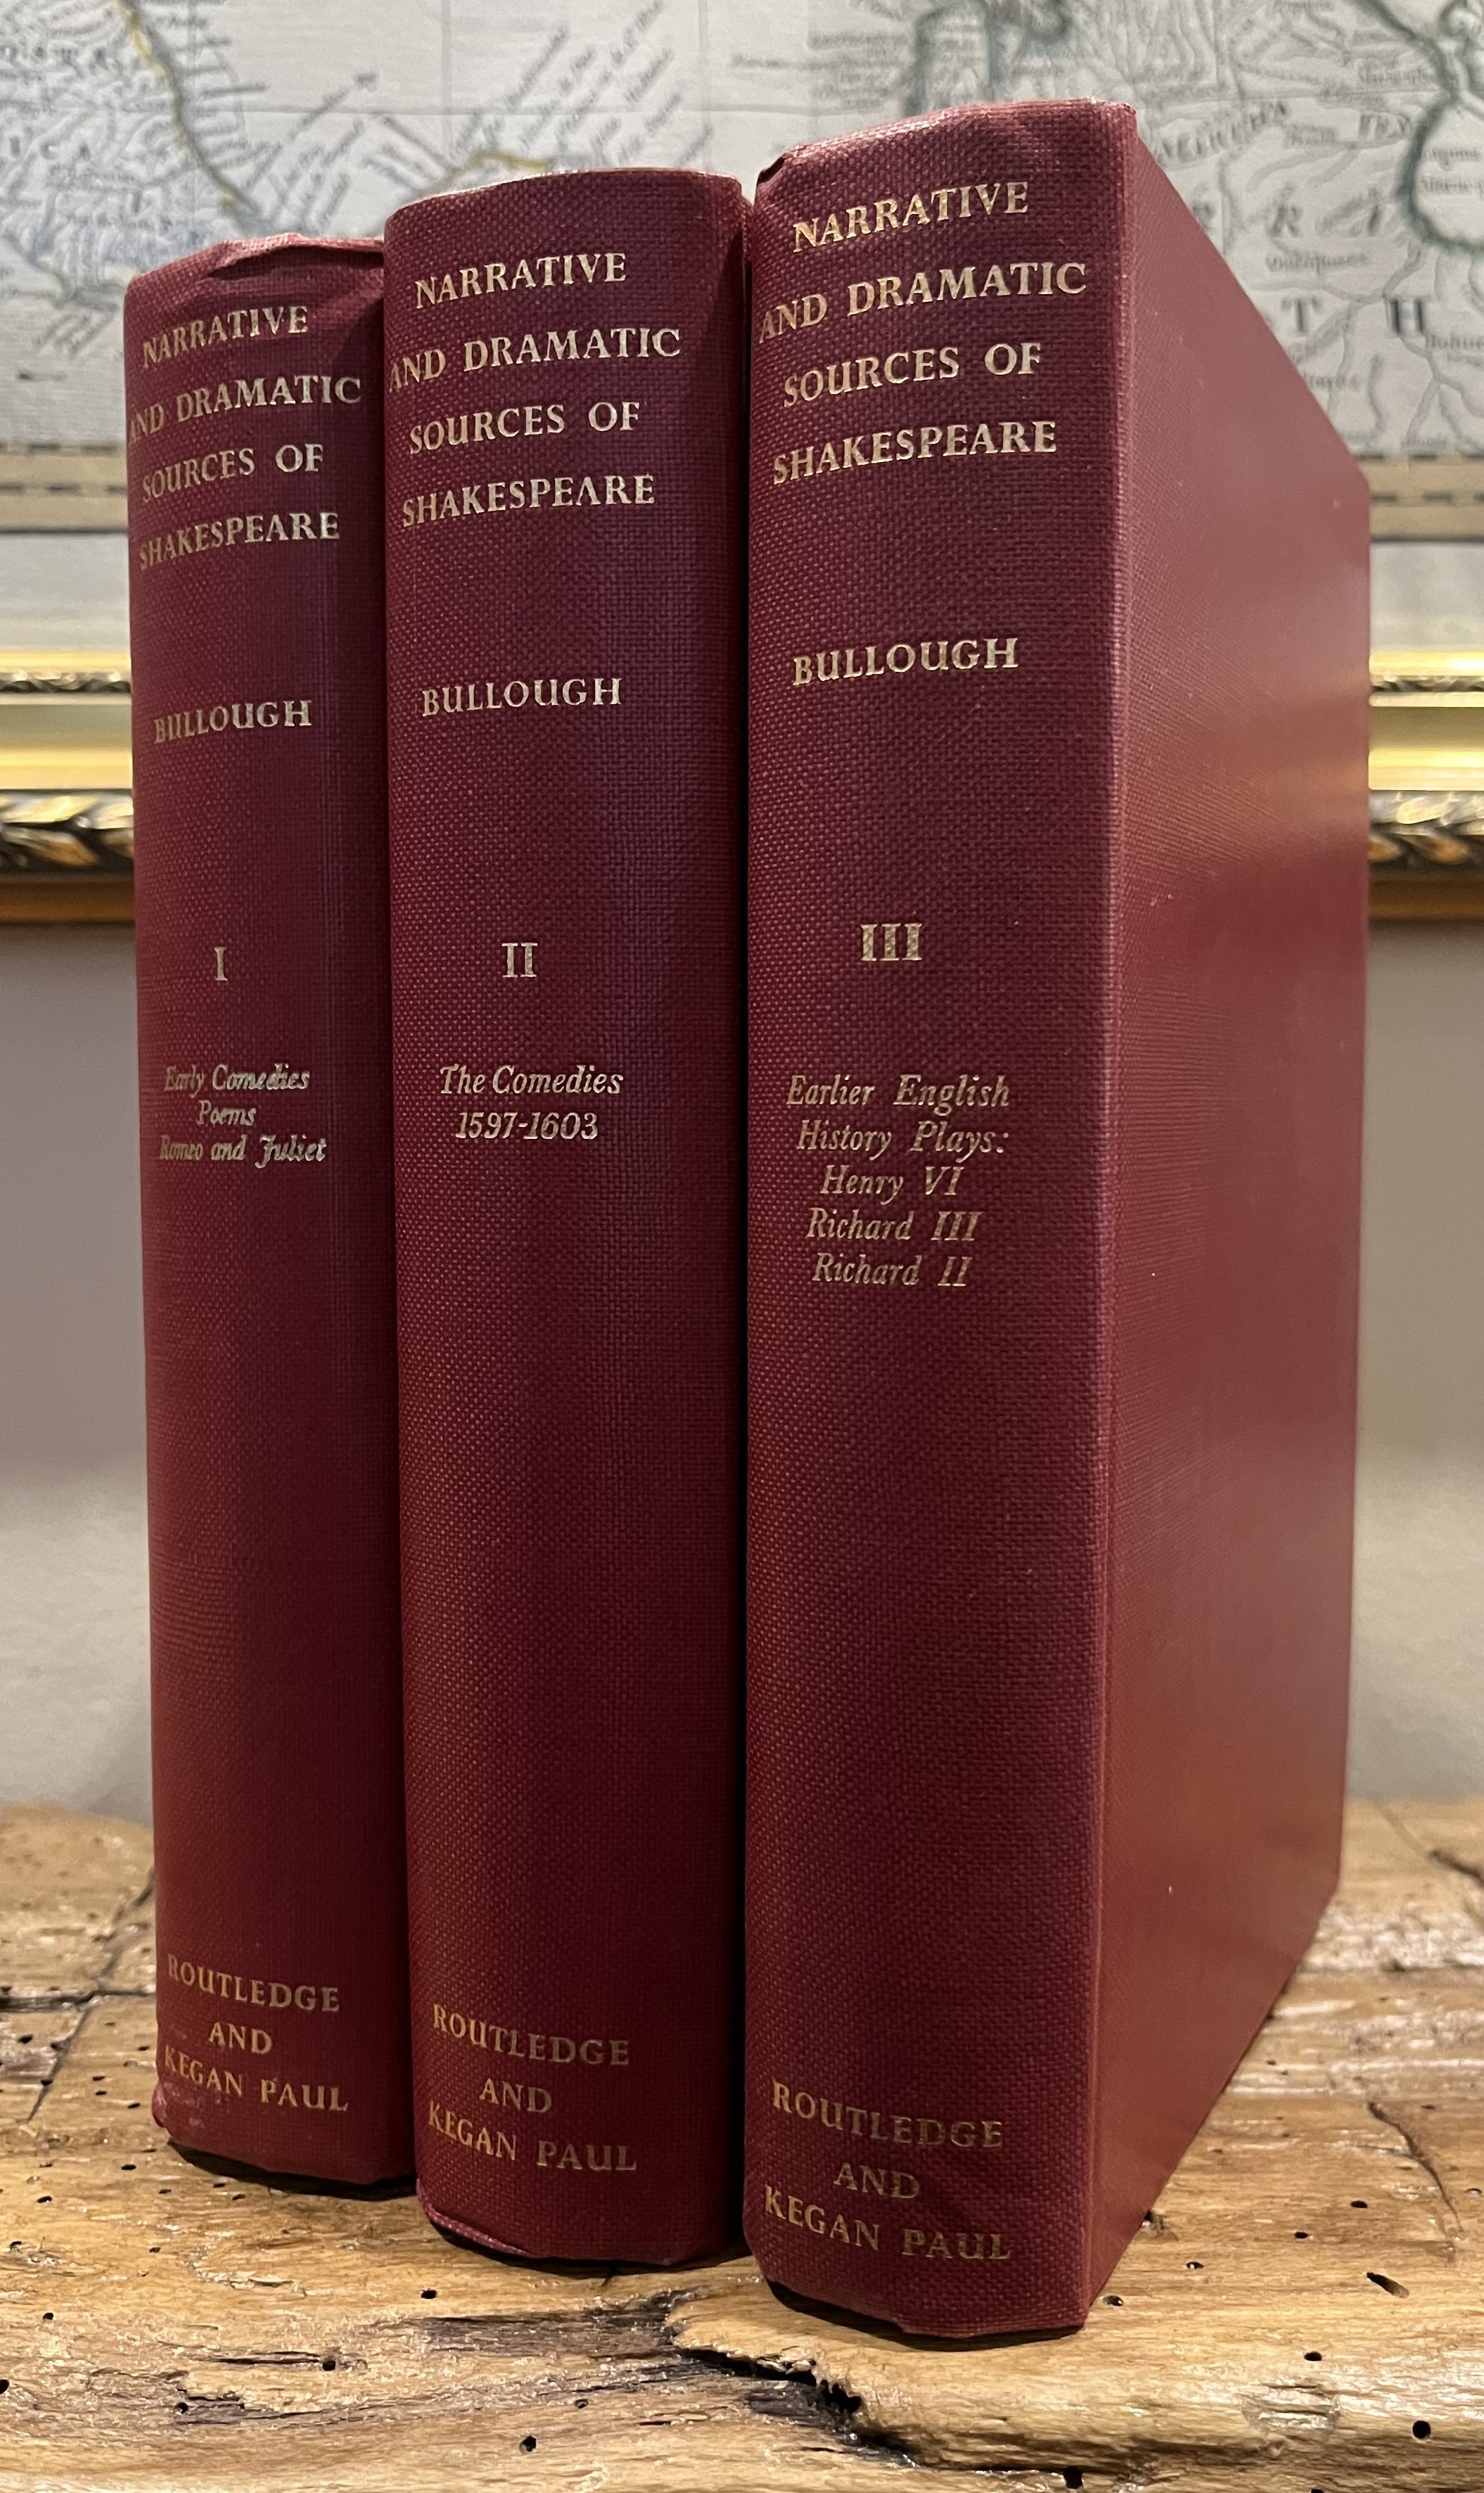 NARRATIVE
AND DRAMATIC
SOURCES OF
SHAKESPEARE
BULLOUGH
I
Early Comedies
Poems
Romeo and Juliet
ROUTLEDGE
AND
KEGAN PAUL
NARRATIVE
AND DRAMATIC
SOURCES OF
SHAKESPEARE
BULLOUGH
II
The Comedies
1597-1603
ROUTLEDGE
AND
KEGAN PAUL
NARRATIVE
AND DRAMATIC
SOURCES OF
SHAKESPEARE
BULLOUGH
III
Earlier English
History Plays:
Henry VI
Richard III
Richard II
ROUTLEDGE
AND
KEGAN PAUL